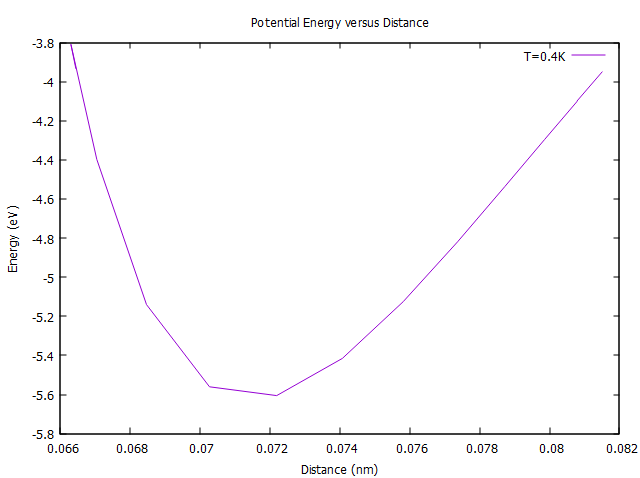 Potential Energy versus Distance
T=0.4K
-3.8
-4
-4.2
-4.4
-4.6
-4.8
-5
-5.2
-5.4
-5.6
-5.8
Energy (eV)
0.066 0.068 0.07 0.072 0.074 0.076 0.078 0.08 0.082
Distance (nm)